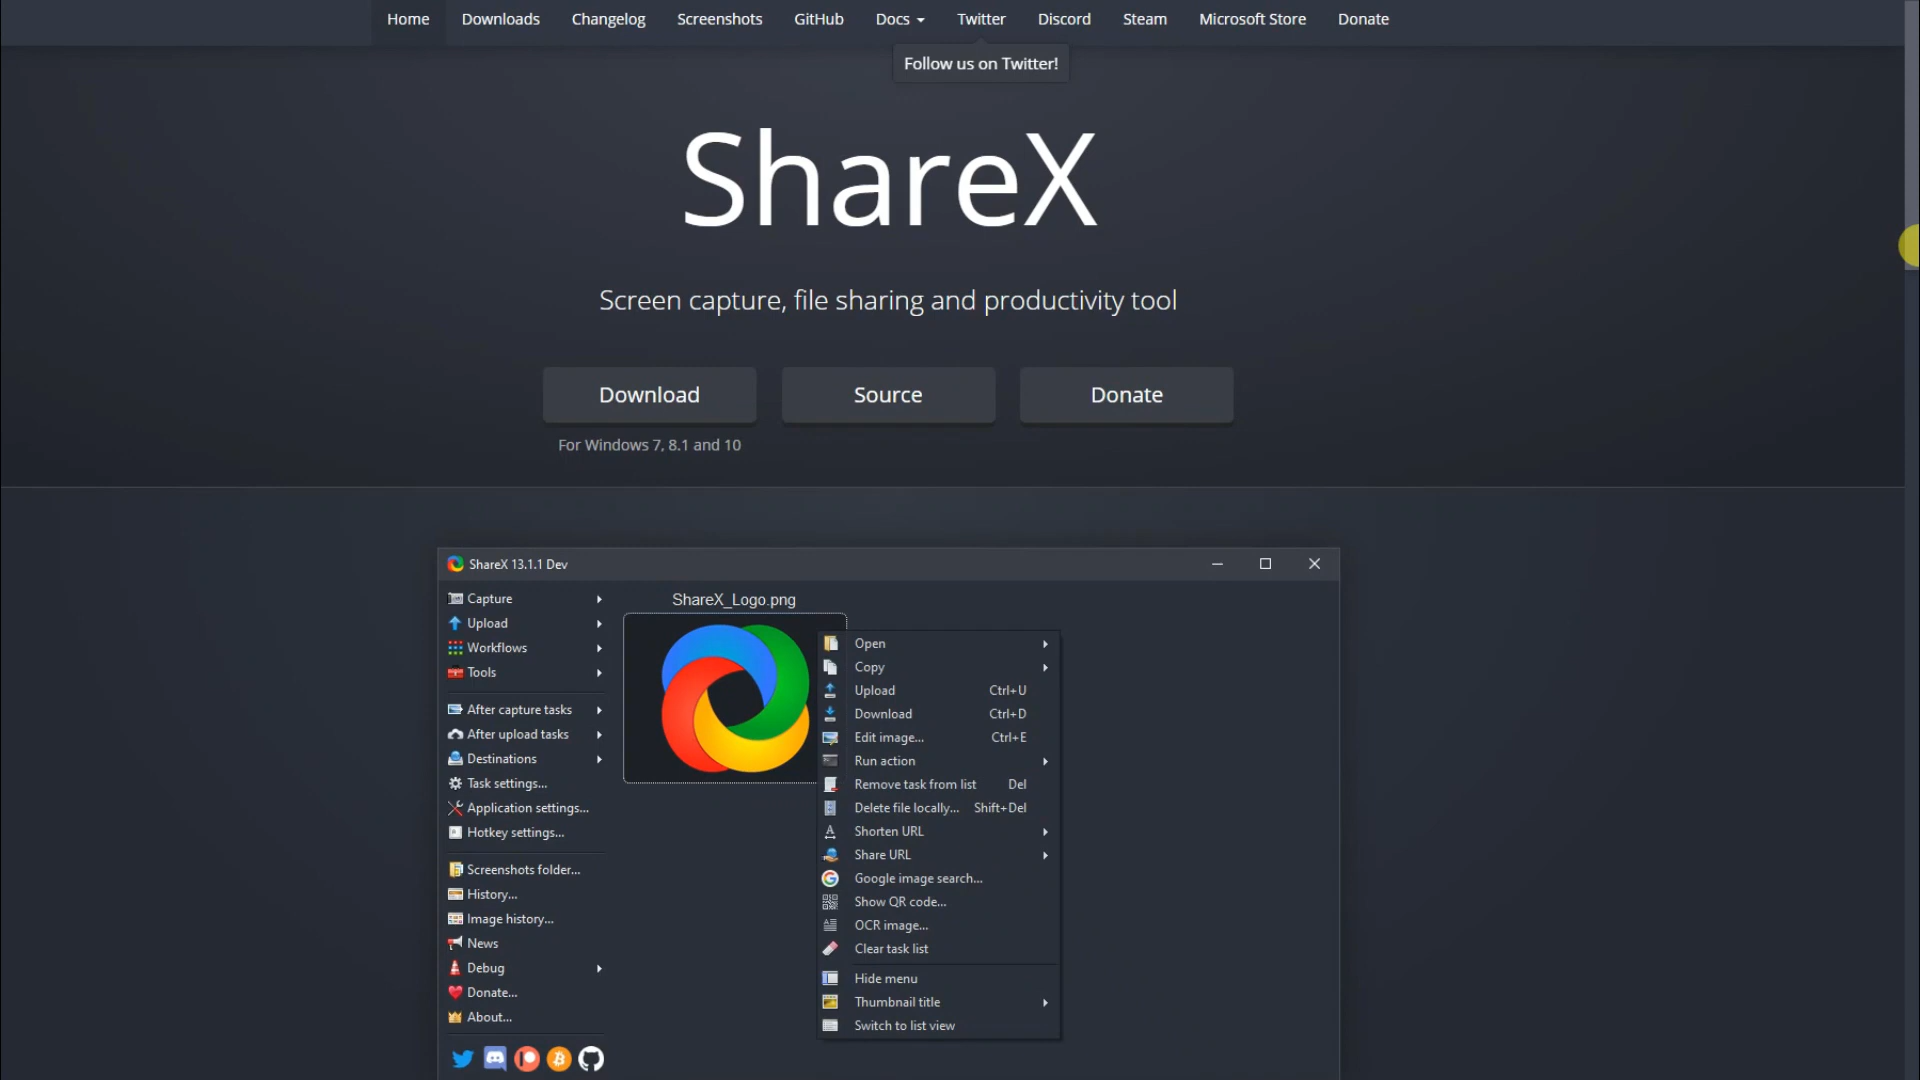 Home Downloads Changelog Screenshots GitHub Docs Twitter Discord Steam Microsoft Store Donate
Follow us on Twitter!
ShareX
Screen capture, file sharing and productivity tool
Download Source Donate
For Windows 7, 8.1 and 10
ShareX 13.1.1 Dev
Capture
Upload
Workflows
Tools
After capture tasks
After upload tasks
Destinations
Task settings...
Application settings...
Hotkey settings...
Screenshots folder...
History...
Image history...
News
Debug
Donate...
About...
ShareX_Logo.png
Open
Copy
Upload Ctrl+U
Download Ctrl+D
Edit image... Ctrl+E
Run action
Remove task from list Del
Delete file locally... Shift+Del
Shorten URL
Share URL
Google image search...
Show QR code...
OCR image...
Clear task list
Hide menu
Thumbnail title
Switch to list view